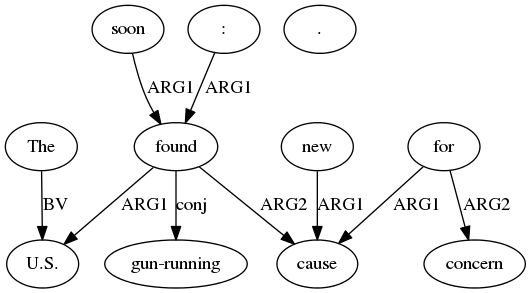 soon : .
ARG1 ARG1
The found new for
BV ARG1 conj ARG2 ARG1 ARG1 ARG2
U.S. gun-running cause concern